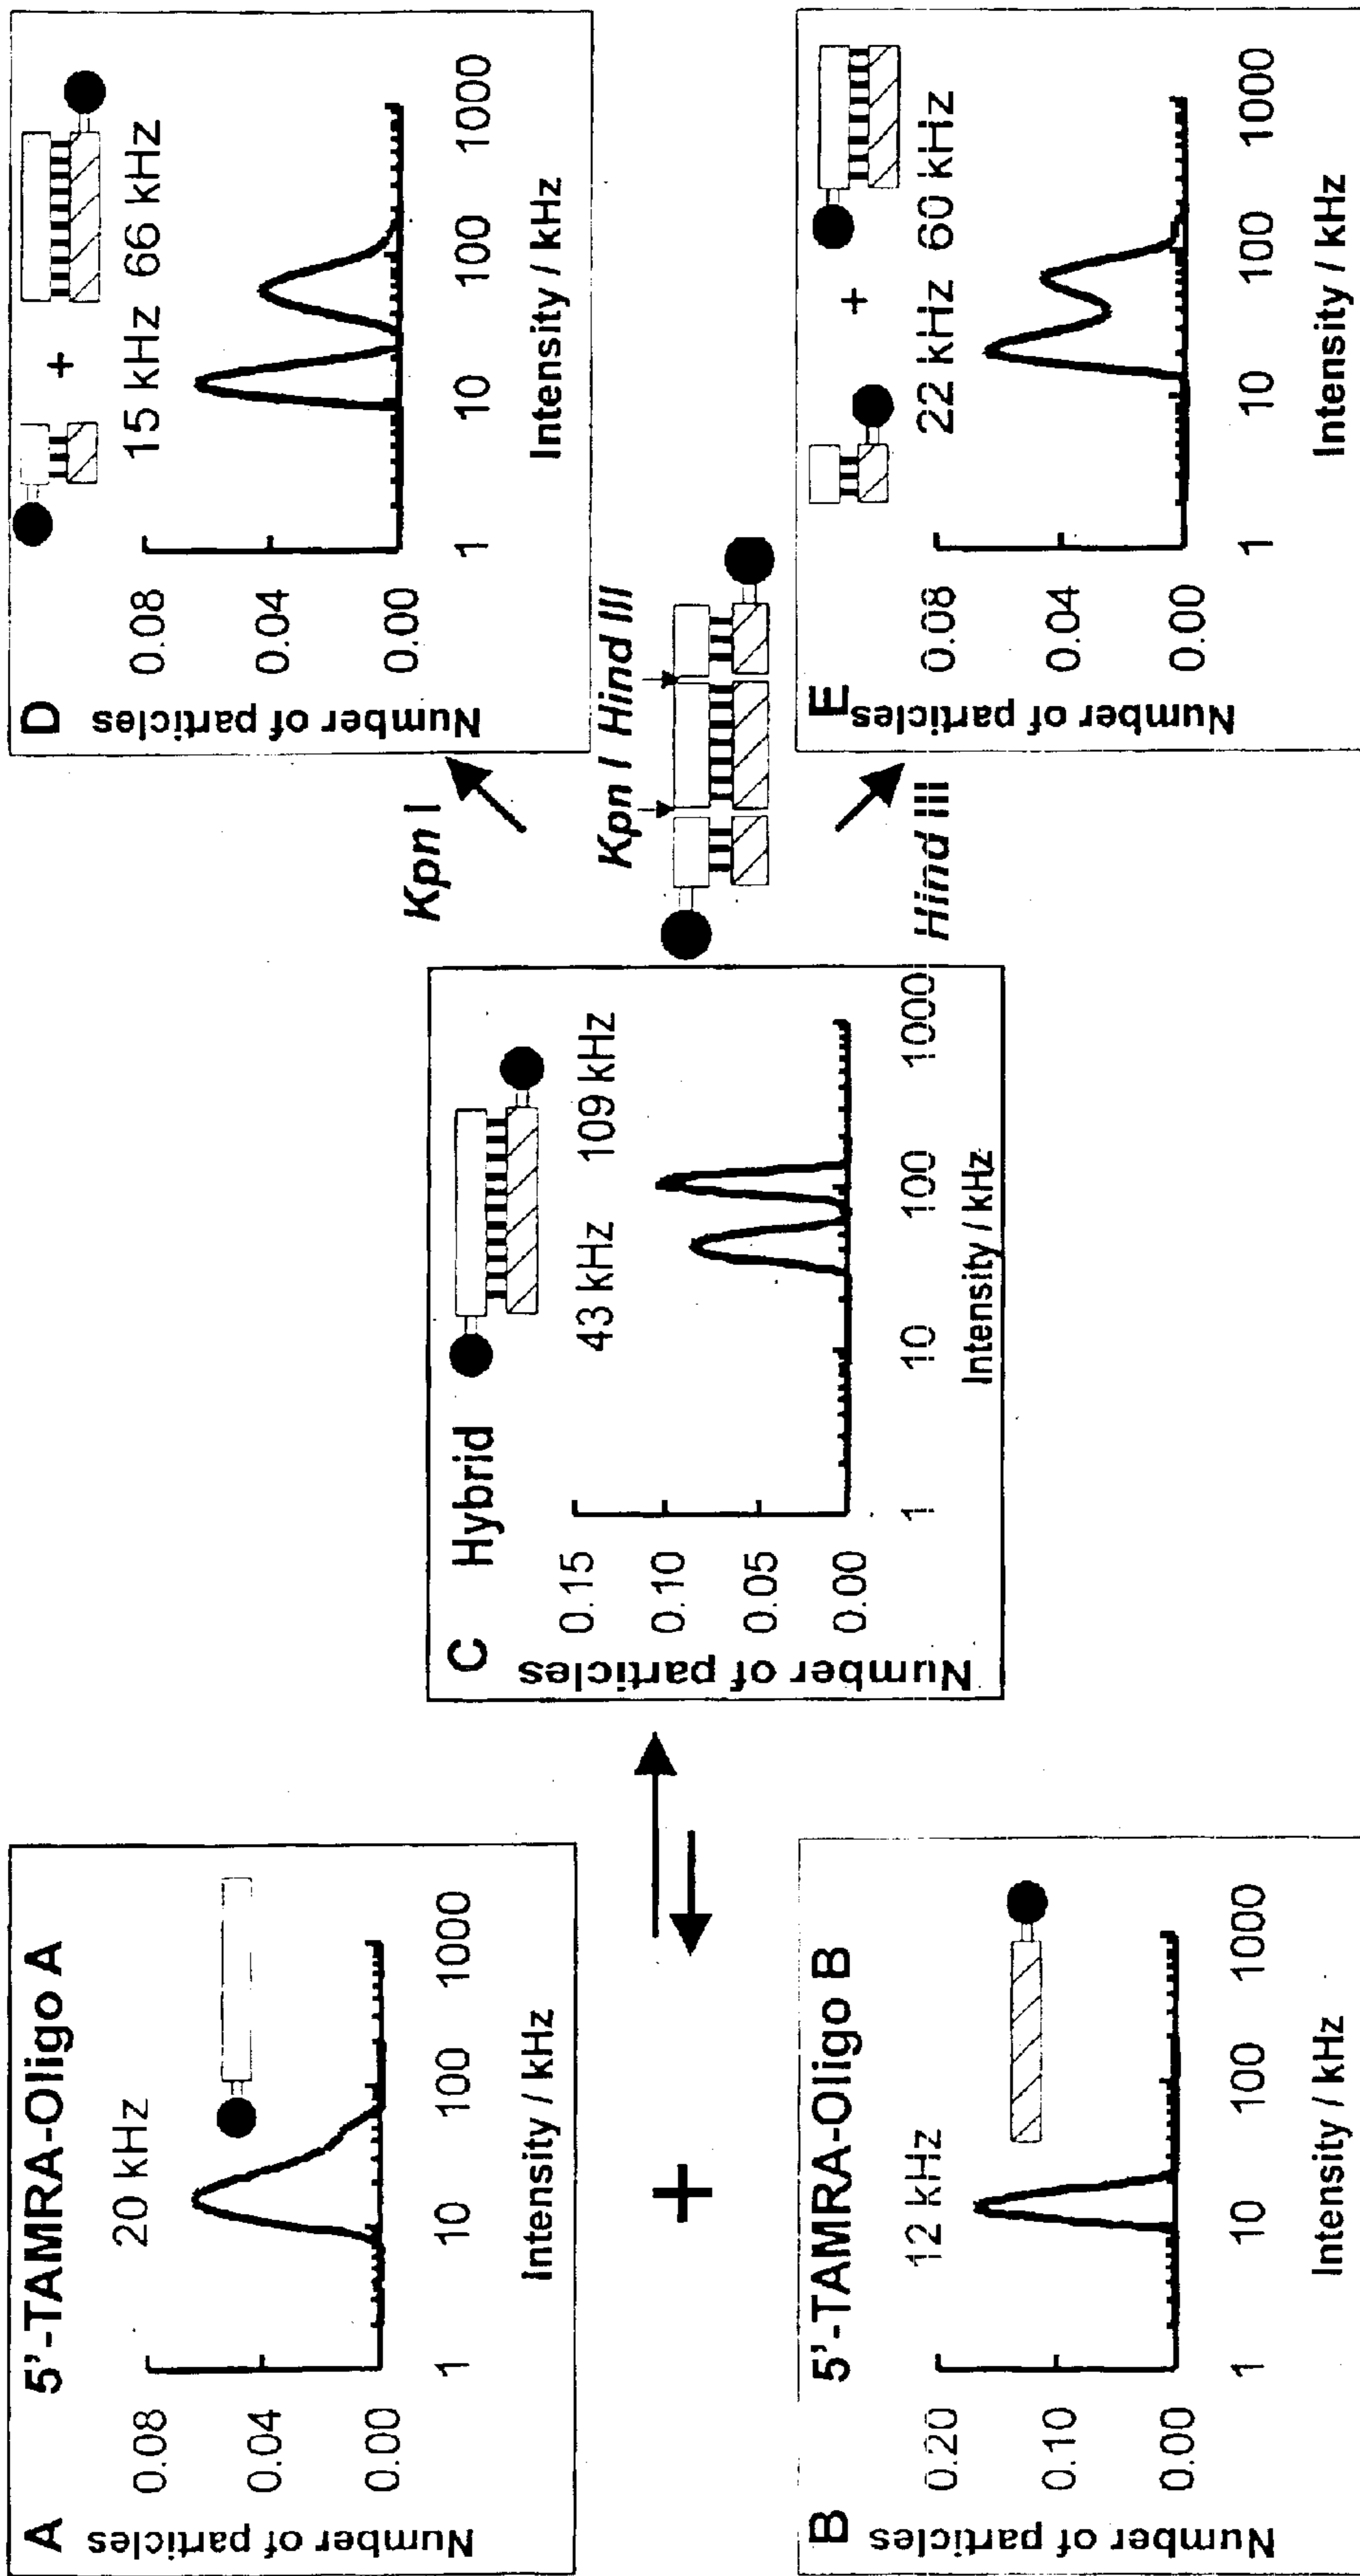 A 5'-TAMRA-Oligo A
20 kHz
Number of particles
0.08
0.04
0.00
1 10 100 1000
Intensity / kHz
+
B 5'-TAMRA-Oligo B
12 kHz
Number of particles
0.20
0.10
0.00
1 10 100 1000
Intensity / kHz
C Hybrid
43 kHz 109 kHz
Number of particles
0.15
0.10
0.05
0.00
1 10 100 1000
Intensity / kHz
Kpn I
Kpn I Hind III
Hind III
D
+
15 kHz 66 kHz
Number of particles
0.08
0.04
0.00
1 10 100 1000
Intensity / kHz
E
+
22 kHz 60 kHz
Number of particles
0.08
0.04
0.00
1 10 100 1000
Intensity / kHz